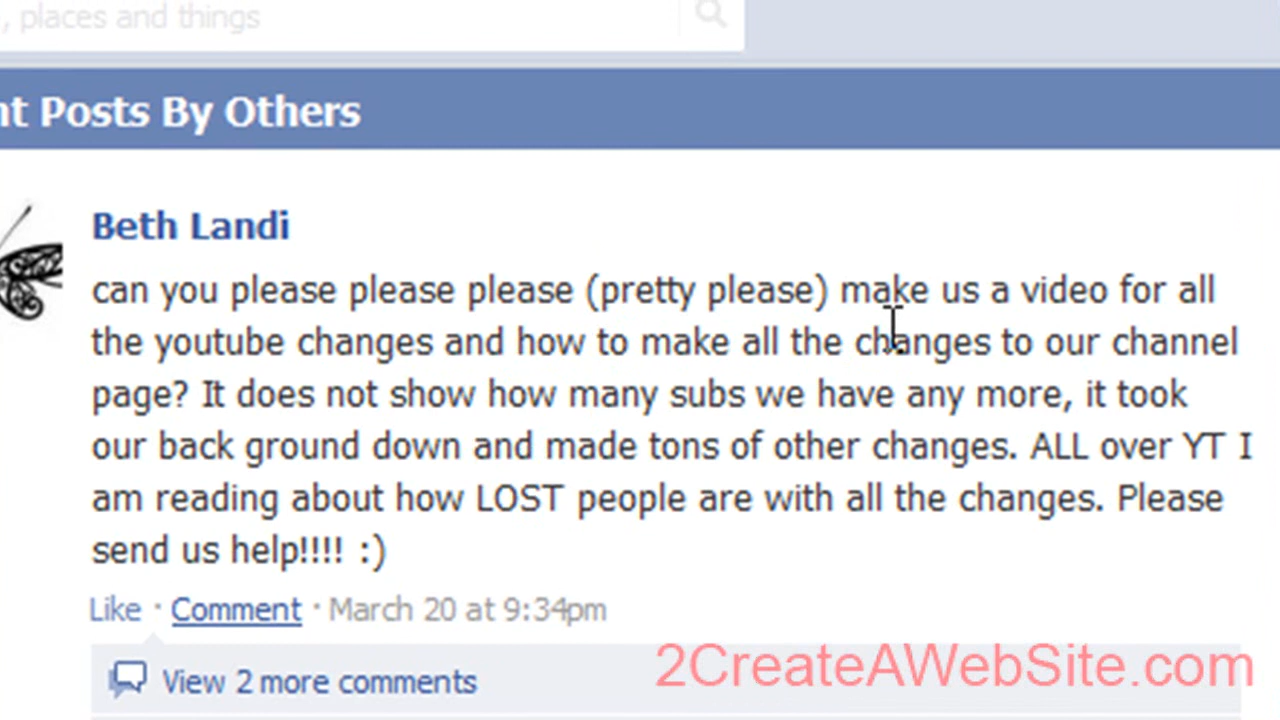 , places and things
nt Posts By Others
Beth Landi
can you please please please (pretty please) make us a video for all
the youtube changes and how to make all the changes to our channel
page? It does not show how many subs we have any more, it took
our back ground down and made tons of other changes. ALL over YT I
am reading about how LOST people are with all the changes. Please
send us help!!!! :)
Like · Comment · March 20 at 9:34pm
View 2 more comments
2CreateAWebSite.com